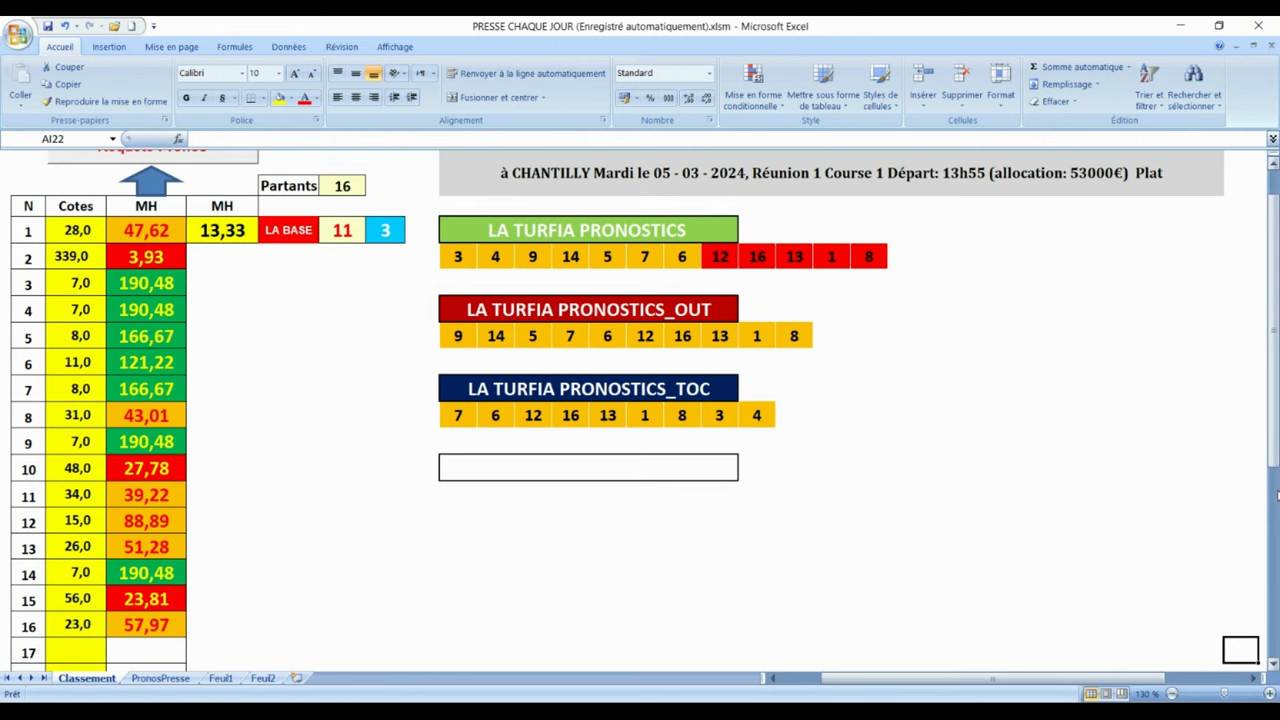 PRESSE CHAQUE JOUR (Enregistré automatiquement).xlsm - Microsoft Excel
Accueil Insertion Mise en page Formules Données Révision Affichage
Coller
Couper
Copier
Reproduire la mise en forme
Presse-papiers
Calibri 10
G I S
Police
Renvoyer à la ligne automatiquement
Fusionner et centrer
Alignement
Standard
% 000
Nombre
Mise en forme conditionnelle
Mettre sous forme de tableau
Styles de cellules
Style
Insérer Supprimer Format
Cellules
Somme automatique
Remplissage
Effacer
Trier et filtrer
Rechercher et sélectionner
Édition
AI22 fx
à CHANTILLY Mardi le 05 - 03 - 2024, Réunion 1 Course 1 Départ: 13h55 (allocation: 53000€) Plat
Partants 16
N Cotes MH MH
1 28,0 47,62 13,33 LA BASE 11 3
2 339,0 3,93
3 7,0 190,48
4 7,0 190,48
5 8,0 166,67
6 11,0 121,22
7 8,0 166,67
8 31,0 43,01
9 7,0 190,48
10 48,0 27,78
11 34,0 39,22
12 15,0 88,89
13 26,0 51,28
14 7,0 190,48
15 56,0 23,81
16 23,0 57,97
17
LA TURFIA PRONOSTICS
3 4 9 14 5 7 6 12 16 13 1 8
LA TURFIA PRONOSTICS_OUT
9 14 5 7 6 12 16 13 1 8
LA TURFIA PRONOSTICS_TOC
7 6 12 16 13 1 8 3 4
Classement PronosPresse Feuil1 Feuil2
Prêt
130 %